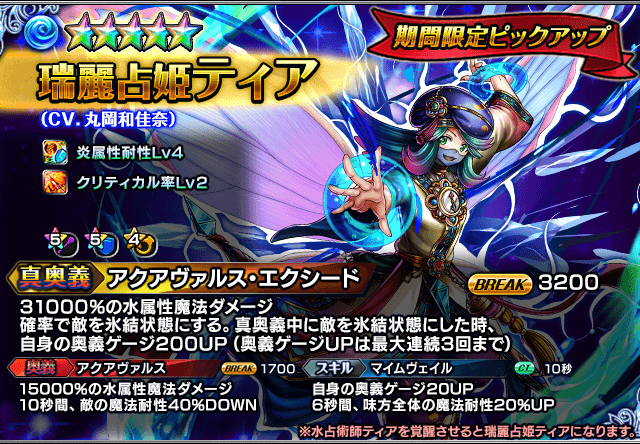 期間限定ピックアップ
瑞麗占姫ティア
(CV.丸岡和佳奈)
炎属性耐性Lv4
クリティカル率Lv2
5 5 4
真奥義 アクアヴァルス・エクシード BREAK 3200
31000%の水属性魔法ダメージ
確率で敵を氷結状態にする。真奥義中に敵を氷結状態にした時、
自身の奥義ゲージ200UP(奥義ゲージUPは最大連続3回まで)
奥義 アクアヴァルス BREAK 1700
15000%の水属性魔法ダメージ
10秒間、敵の魔法耐性40%DOWN
スキル マイムヴェイル CT 10秒
自身の奥義ゲージ20UP
6秒間、味方全体の魔法耐性20%UP
※水占術師ティアを覚醒させると瑞麗占姫ティアになります。